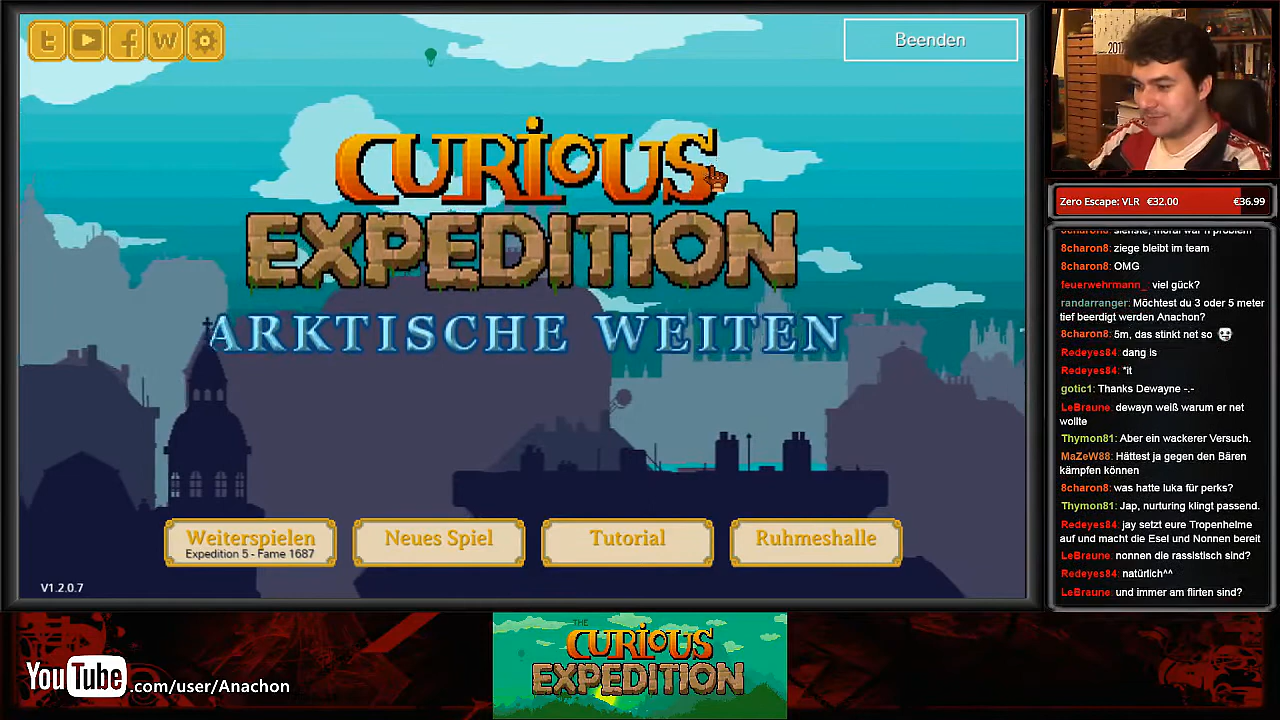 Beenden
CURIOUS
EXPEDITION
ARKTISCHE WEITEN
Weiterspielen
Expedition 5 - Fame 1687
Neues Spiel
Tutorial
Ruhmeshalle
V1.2.0.7
201
Zero Escape: VLR €32.00 €36.99
8charon8: ziege bleibt im team
8charon8: OMG
feuerwehrmann_: viel gück?
randarranger: Möchtest du 3 oder 5 meter
tief beerdigt werden Anachon?
8charon8: 5m, das stinkt net so
Redeyes84: dang is
Redeyes84: *it
gotic1: Thanks Dewayne -.-
LeBraune: dewayn weiß warum er net
wollte
Thymon81: Aber ein wackerer Versuch.
MaZeW88: Hättest ja gegen den Bären
kämpfen können
8charon8: was hatte luka für perks?
Thymon81: Jap, nurturing klingt passend.
Redeyes84: jay setzt eure Tropenhelme
auf und macht die Esel und Nonnen bereit
LeBraune: nonnen die rassistisch sind?
Redeyes84: natürlich^^
LeBraune: und immer am flirten sind?
YouTube.com/user/Anachon
THE
CURIOUS
EXPEDITION